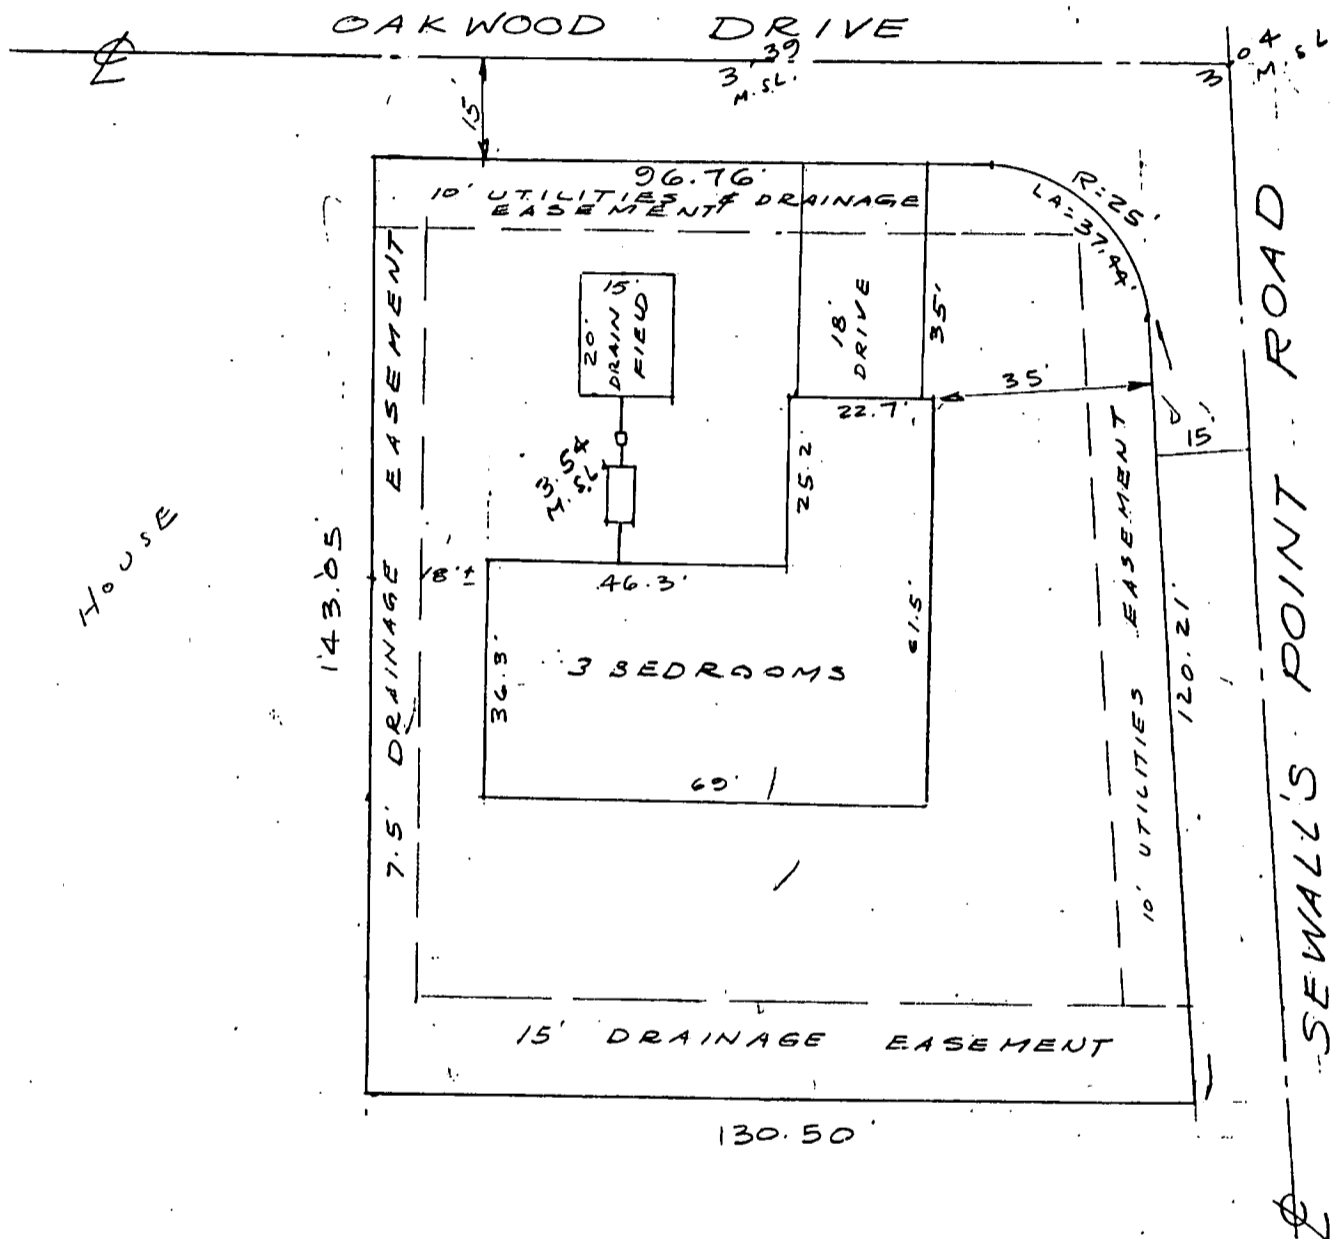 OAKWOOD DRIVE
℄
3.39
M.S.L.
3.04
M.S.L
15'
96.76'
10' UTILITIES & DRAINAGE
EASEMENT
R=25'
LA=37.44'
15'
20'
DRAIN
FIELD
18'
DRIVE
35'
35'
22.7'
15'
3.54
M.S.L.
25.2
18'±
46.3'
HOUSE
143.05'
7.5' DRAINAGE EASEMENT
36.3'
3 BEDROOMS
61.5'
69'
10' UTILITIES EASEMENT
120.21'
SEWALL'S POINT ROAD
15' DRAINAGE EASEMENT
130.50'
℄